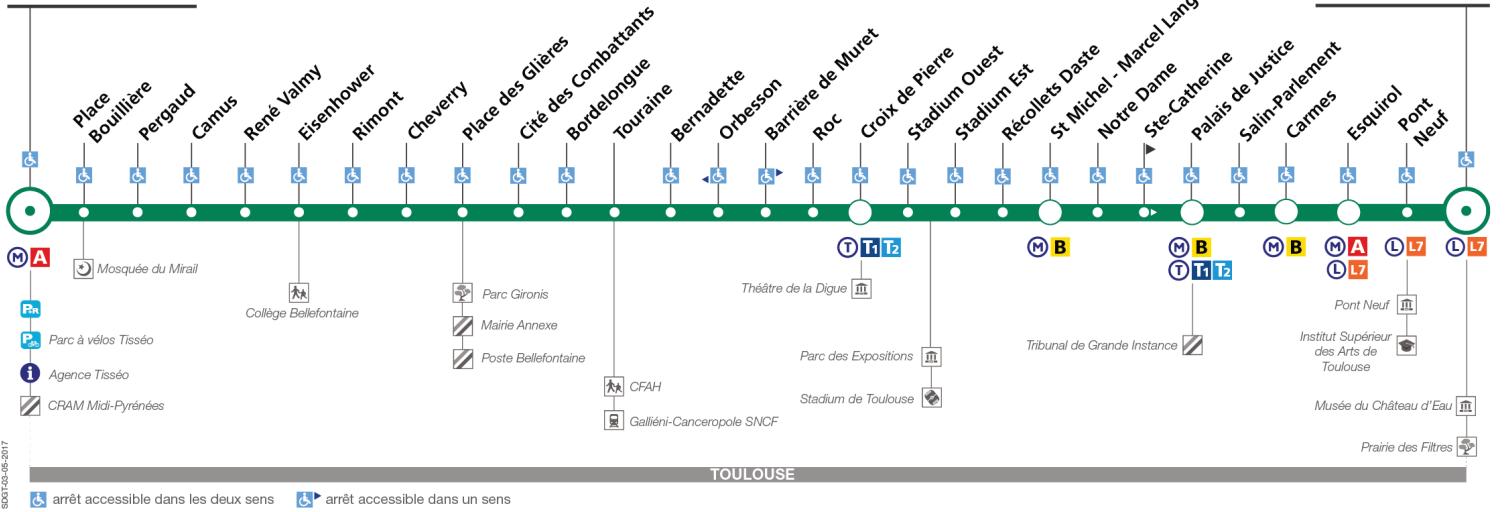 Place
Bouillière
Pergaud
Camus
René Valmy
Eisenhower
Rimont
Cheverry
Place des Glières
Cité des Combattants
Bordelongue
Touraine
Bernadette
Orbesson
Barrière de Muret
Roc
Croix de Pierre
Stadium Ouest
Stadium Est
Récollets Daste
St Michel - Marcel Lang
Notre Dame
Ste-Catherine
Palais de Justice
Salin-Parlement
Carmes
Esquirol
Pont
Neuf
M A
T T1 T2
M B
M B
T T1 T2
M B
M A
L L7
L L7
L L7
Mosquée du Mirail
P+R
Parc à vélos Tisséo
Agence Tisséo
CRAM Midi-Pyrénées
Collège Bellefontaine
Parc Gironis
Mairie Annexe
Poste Bellefontaine
CFAH
Galliéni-Canceropole SNCF
Théâtre de la Digue
Parc des Expositions
Stadium de Toulouse
Tribunal de Grande Instance
Pont Neuf
Institut Supérieur
des Arts de
Toulouse
Musée du Château d'Eau
Prairie des Filtres
TOULOUSE
SDGT-03-05-2017
arrêt accessible dans les deux sens
arrêt accessible dans un sens